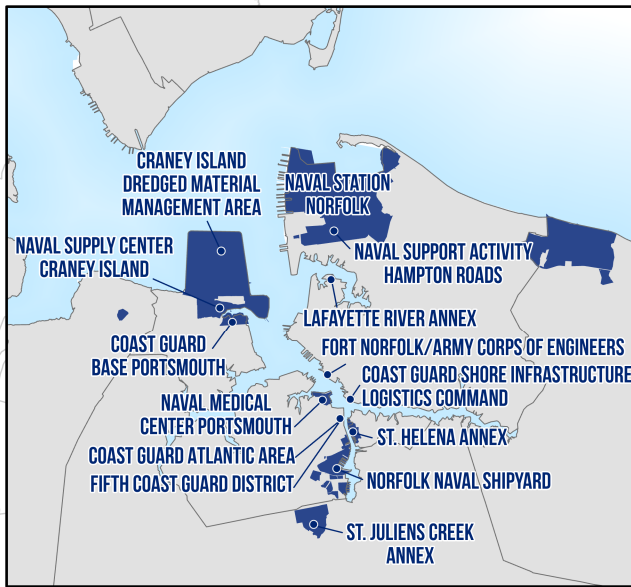 CRANEY ISLAND
DREDGED MATERIAL
MANAGEMENT AREA
NAVAL STATION
NORFOLK
NAVAL SUPPLY CENTER
CRANEY ISLAND
NAVAL SUPPORT ACTIVITY
HAMPTON ROADS
LAFAYETTE RIVER ANNEX
COAST GUARD
BASE PORTSMOUTH
FORT NORFOLK/ARMY CORPS OF ENGINEERS
COAST GUARD SHORE INFRASTRUCTURE
LOGISTICS COMMAND
NAVAL MEDICAL
CENTER PORTSMOUTH
ST. HELENA ANNEX
COAST GUARD ATLANTIC AREA
FIFTH COAST GUARD DISTRICT
NORFOLK NAVAL SHIPYARD
ST. JULIENS CREEK
ANNEX